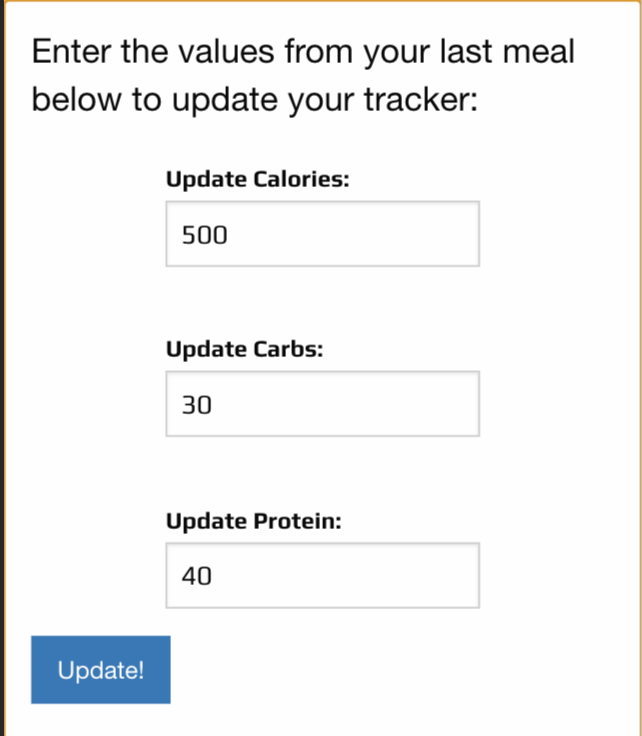 Enter the values from your last meal
below to update your tracker:
Update Calories:
500
Update Carbs:
30
Update Protein:
40
Update!